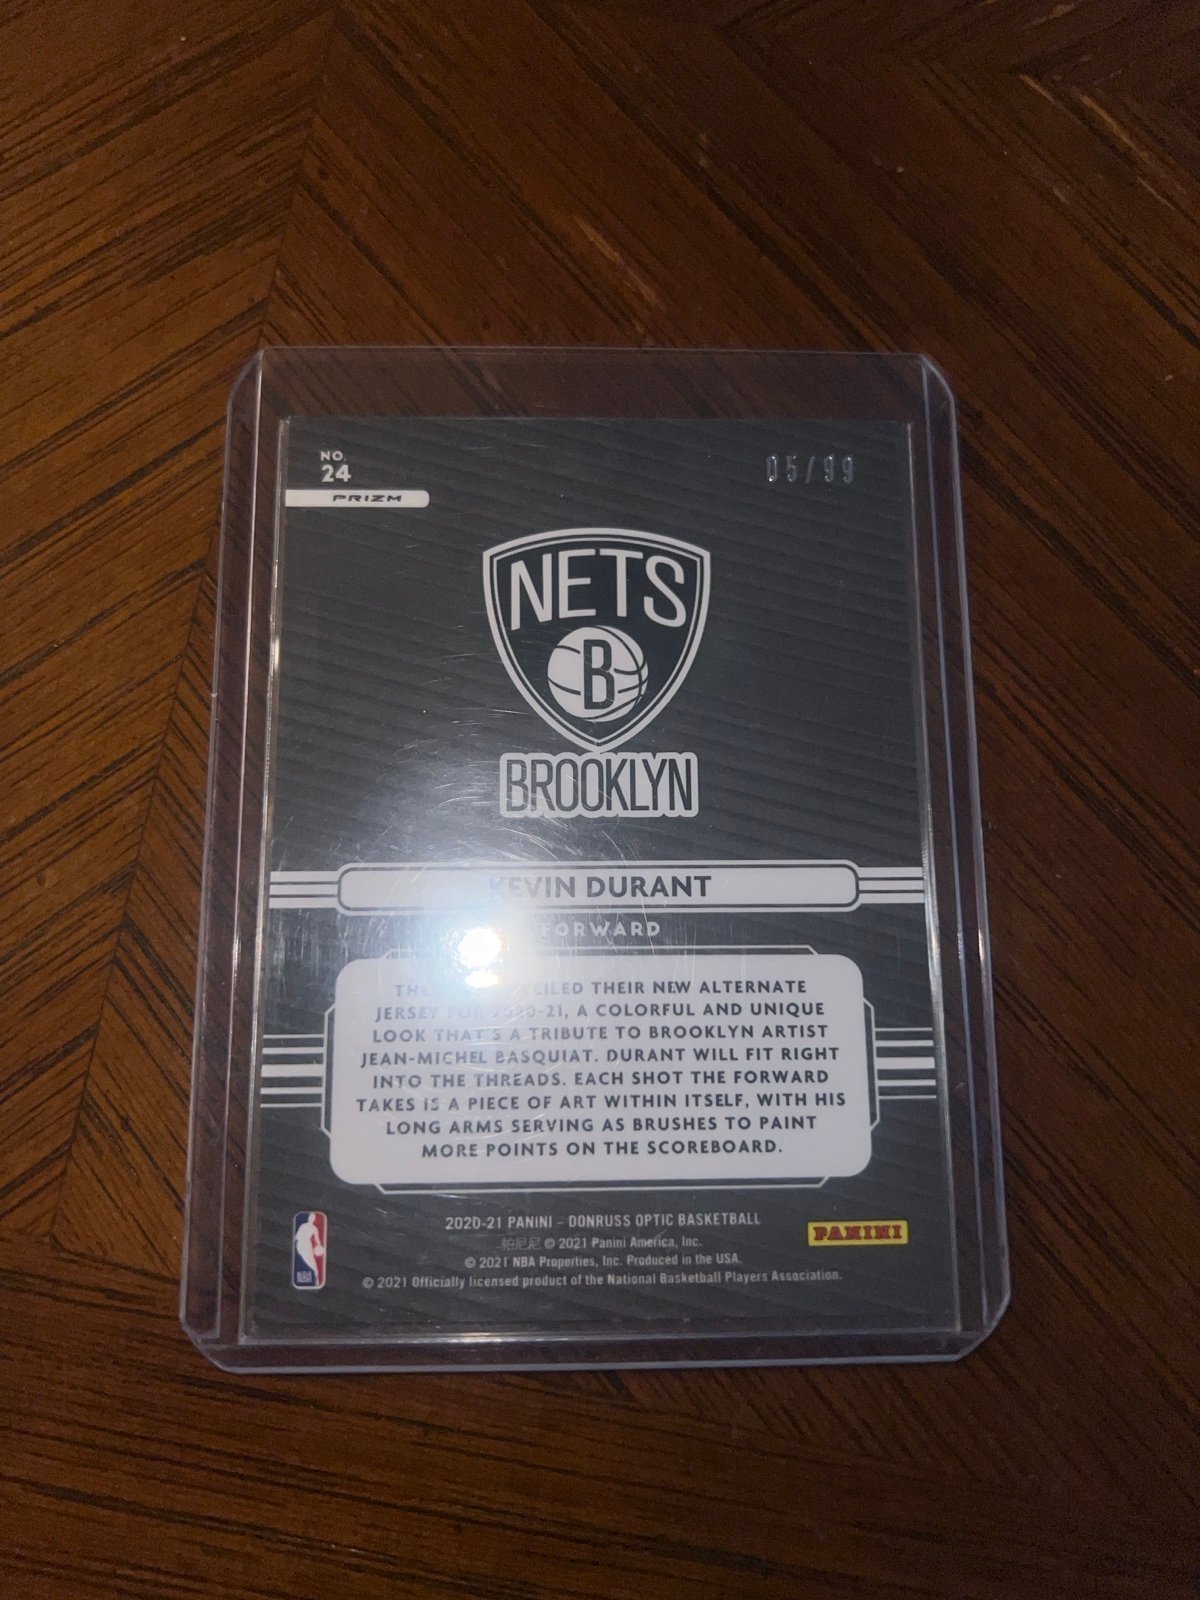 NO.
24
PRIZM
05/99
NETS
B
BROOKLYN
KEVIN DURANT
FORWARD
THEIR NEW ALTERNATE
JERSEY FOR 2020-21, A COLORFUL AND UNIQUE
LOOK THAT'S A TRIBUTE TO BROOKLYN ARTIST
JEAN-MICHEL BASQUIAT. DURANT WILL FIT RIGHT
INTO THE THREADS. EACH SHOT THE FORWARD
TAKES IS A PIECE OF ART WITHIN ITSELF, WITH HIS
LONG ARMS SERVING AS BRUSHES TO PAINT
MORE POINTS ON THE SCOREBOARD.
2020-21 PANINI – DONRUSS OPTIC BASKETBALL
帕尼尼 © 2021 Panini America, Inc.
© 2021 NBA Properties, Inc. Produced in the USA.
© 2021 Officially licensed product of the National Basketball Players Association.
NBA
PANINI